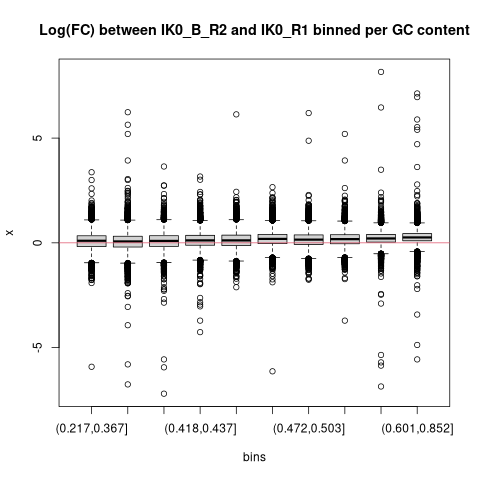 Log(FC) between IK0_B_R2 and IK0_R1 binned per GC content
x
5
0
-5
(0.217,0.367] (0.418,0.437] (0.472,0.503] (0.601,0.852]
bins